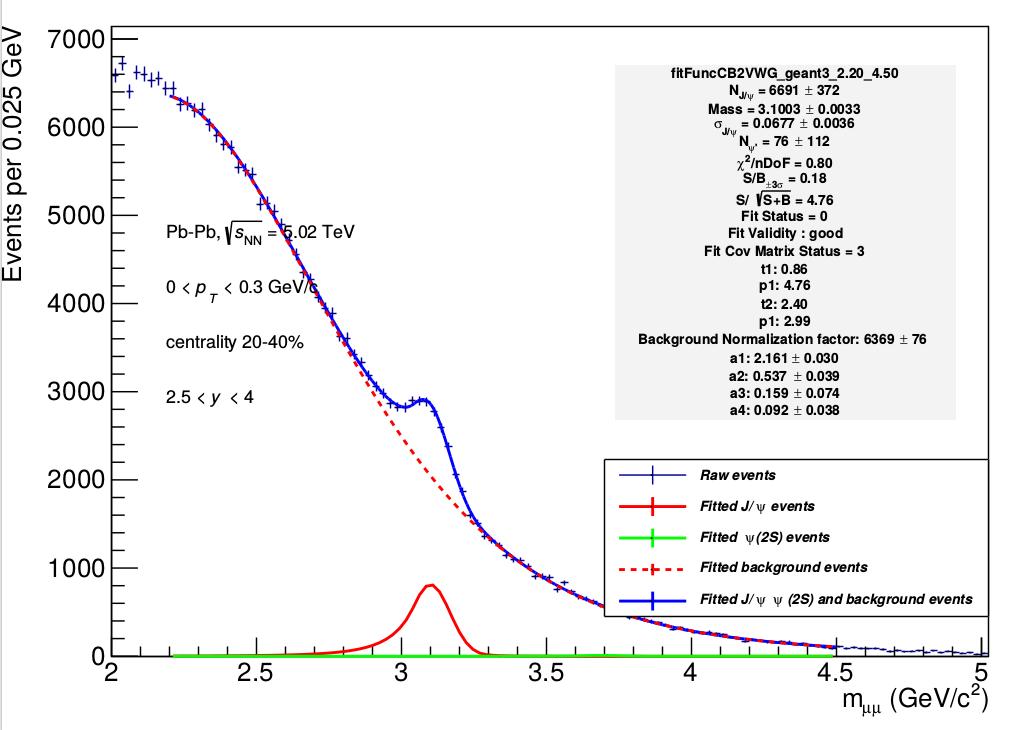 Events per 0.025 GeV
7000
6000
5000
4000
3000
2000
1000
0
2
2.5
3
3.5
4
4.5
5
m_μμ (GeV/c²)
Pb-Pb, √s_NN = 5.02 TeV
0 < p_T < 0.3 GeV/c
centrality 20-40%
2.5 < y < 4
fitFuncCB2VWG_geant3_2.20_4.50
N_J/ψ = 6691 ± 372
Mass = 3.1003 ± 0.0033
σ_J/ψ = 0.0677 ± 0.0036
N_ψ' = 76 ± 112
χ²/nDoF = 0.80
S/B_±3σ = 0.18
S/ √S+B = 4.76
Fit Status = 0
Fit Validity : good
Fit Cov Matrix Status = 3
t1: 0.86
p1: 4.76
t2: 2.40
p1: 2.99
Background Normalization factor: 6369 ± 76
a1: 2.161 ± 0.030
a2: 0.537 ± 0.039
a3: 0.159 ± 0.074
a4: 0.092 ± 0.038
Raw events
Fitted J/ψ events
Fitted ψ(2S) events
Fitted background events
Fitted J/ψ ψ (2S) and background events